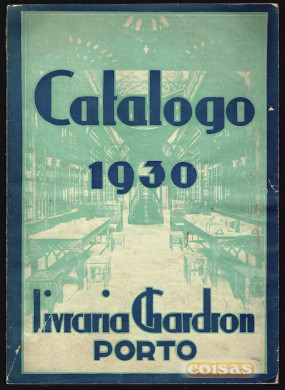 Catalogo
1930
Livraria Chardron
PORTO
coisas